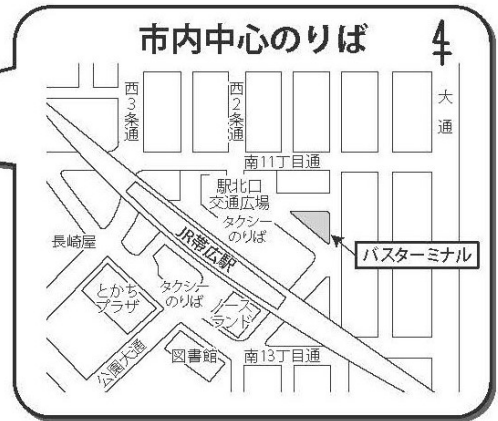 市内中心のりば
西3条通
西2条通
大通
南11丁目通
駅北口
交通広場
タクシー
のりば
JR帯広駅
バスターミナル
長崎屋
とかち
プラザ
タクシー
のりば
ノース
ランド
公園大通
図書館
南13丁目通